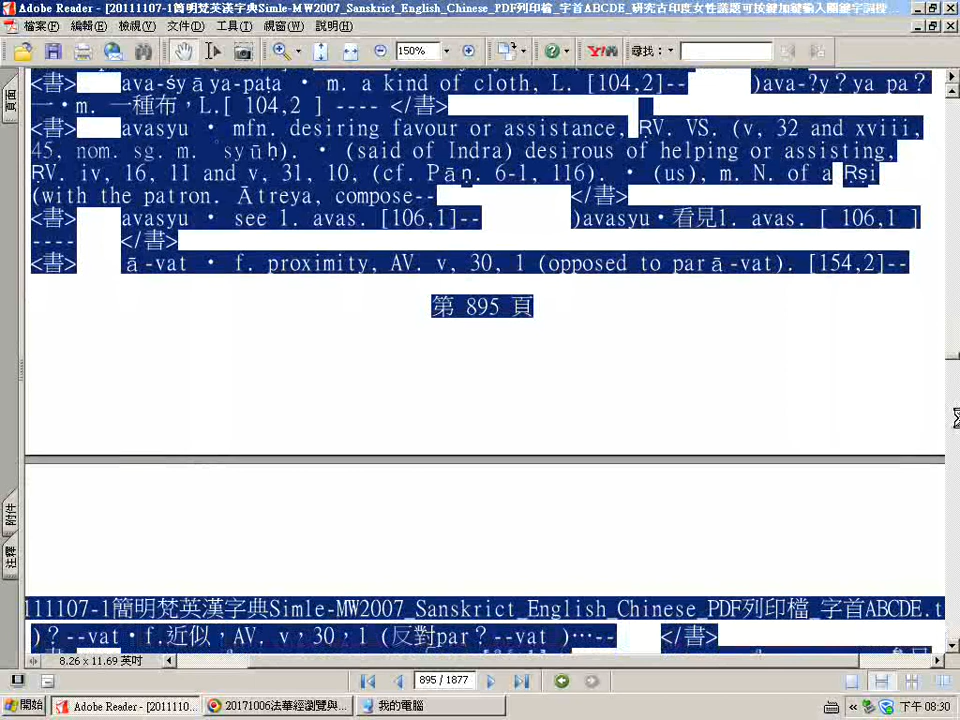 Adobe Reader - [20111107-1簡明梵英漢字典Simle-MW2007_Sanskrict_English_Chinese_PDF列印檔_字首ABCDE_研究古印度女性議題可按鍵加鍵輸入關鍵字詞搜
檔案(F) 編輯(E) 檢視(V) 文件(D) 工具(T) 視窗(W) 說明(H)
150% 尋找：
頁面
<書> ava-śyāya-paṭa ‧ m. a kind of cloth, L. [104,2]-- )ava-?y？ya pa？
一‧m. 一種布，L.[ 104.2 ] ---- </書>
<書> avasyu ‧ mfn. desiring favour or assistance, ṚV. VS. (v, 32 and xviii,
45, nom. sg. m. °syūḥ). ‧ (said of Indra) desirous of helping or assisting,
ṚV. iv, 16, 11 and v, 31, 10, (cf. Pāṇ. 6-1, 116). ‧ (us), m. N. of a Ṛṣi
(with the patron. Ātreya, compose-- </書>
<書> avasyu ‧ see 1. avas. [106,1]-- )avasyu‧看見1. avas. [ 106,1 ]
---- </書>
<書> ā-vat ‧ f. proximity, AV. v, 30, 1 (opposed to parā-vat). [154,2]--
第 895 頁
附件
注釋
111107-1簡明梵英漢字典Simle-MW2007_Sanskrict_English_Chinese_PDF列印檔_字首ABCDE.t
)？--vat‧f.近似，AV. v，30，1 (反對par？--vat )…-- </書>
8.26 x 11.69 英吋
895 / 1877
開始 Adobe Reader - [2011110... 20171006法華經瀏覽與... 我的電腦 下午 08:30